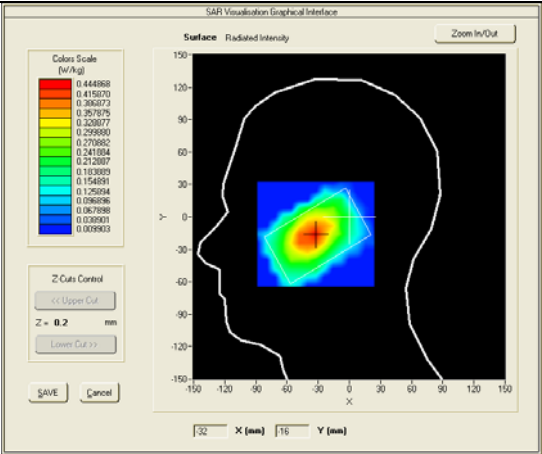 SAR Visualisation Graphical Interface
Surface Radiated Intensity
Zoom In/Out
Colors Scale
(W/kg)
0.444868
0.415870
0.386873
0.357875
0.328877
0.299880
0.270882
0.241884
0.212887
0.183889
0.154891
0.125894
0.096896
0.067898
0.038901
0.009903
Z-Cuts Control
<< Upper Cut
Z = 0.2 mm
Lower Cut >>
SAVE Cancel
150
120
90
60
30
0
-30
-60
-90
-120
-150
Y
-150 -120 -90 -60 -30 0 30 60 90 120 150
X
-32 X (mm) -16 Y (mm)